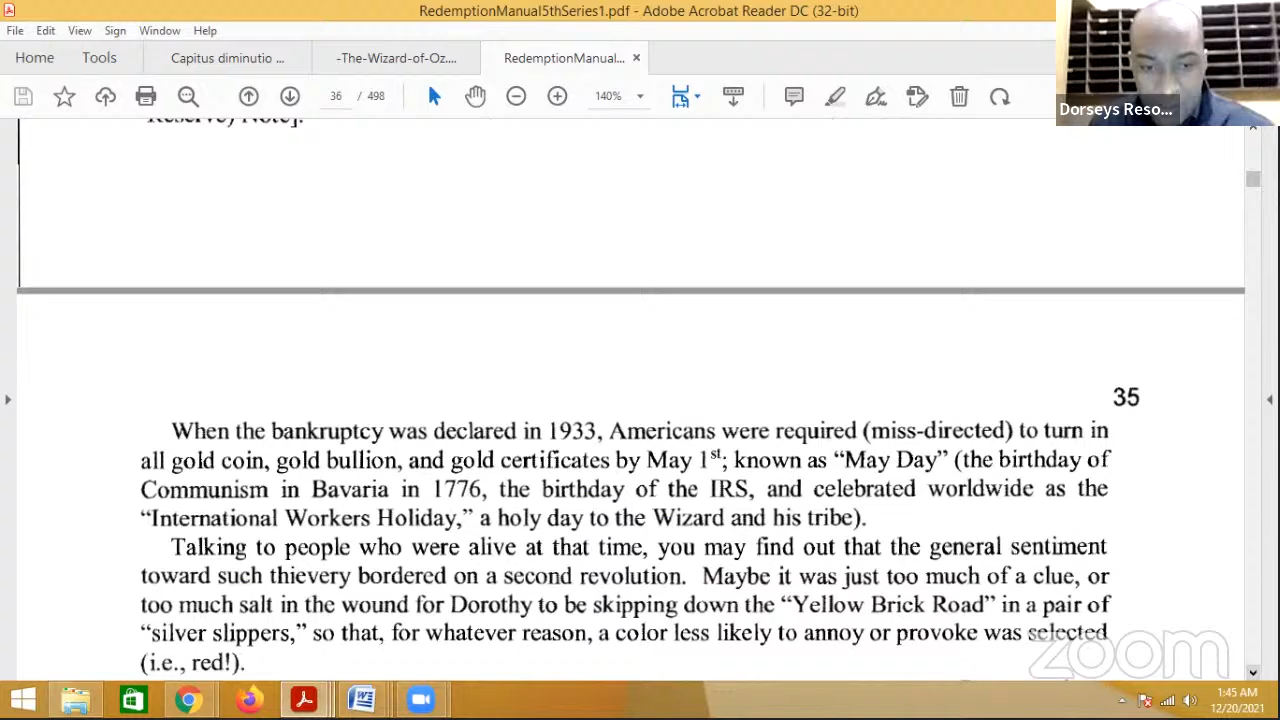 RedemptionManual5thSeries1.pdf - Adobe Acrobat Reader DC (32-bit)
File Edit View Sign Window Help
Home Tools Capitus diminutio ... -The-Wizard-of-Oz.... RedemptionManual... ×
36 / 498 140%
Dorseys Reso...
Reserve) Note].
35
When the bankruptcy was declared in 1933, Americans were required (miss-directed) to turn in
all gold coin, gold bullion, and gold certificates by May 1st; known as “May Day” (the birthday of
Communism in Bavaria in 1776, the birthday of the IRS, and celebrated worldwide as the
“International Workers Holiday,” a holy day to the Wizard and his tribe).
Talking to people who were alive at that time, you may find out that the general sentiment
toward such thievery bordered on a second revolution. Maybe it was just too much of a clue, or
too much salt in the wound for Dorothy to be skipping down the “Yellow Brick Road” in a pair of
“silver slippers,” so that, for whatever reason, a color less likely to annoy or provoke was selected
(i.e., red!).
zoom
1:45 AM
12/20/2021